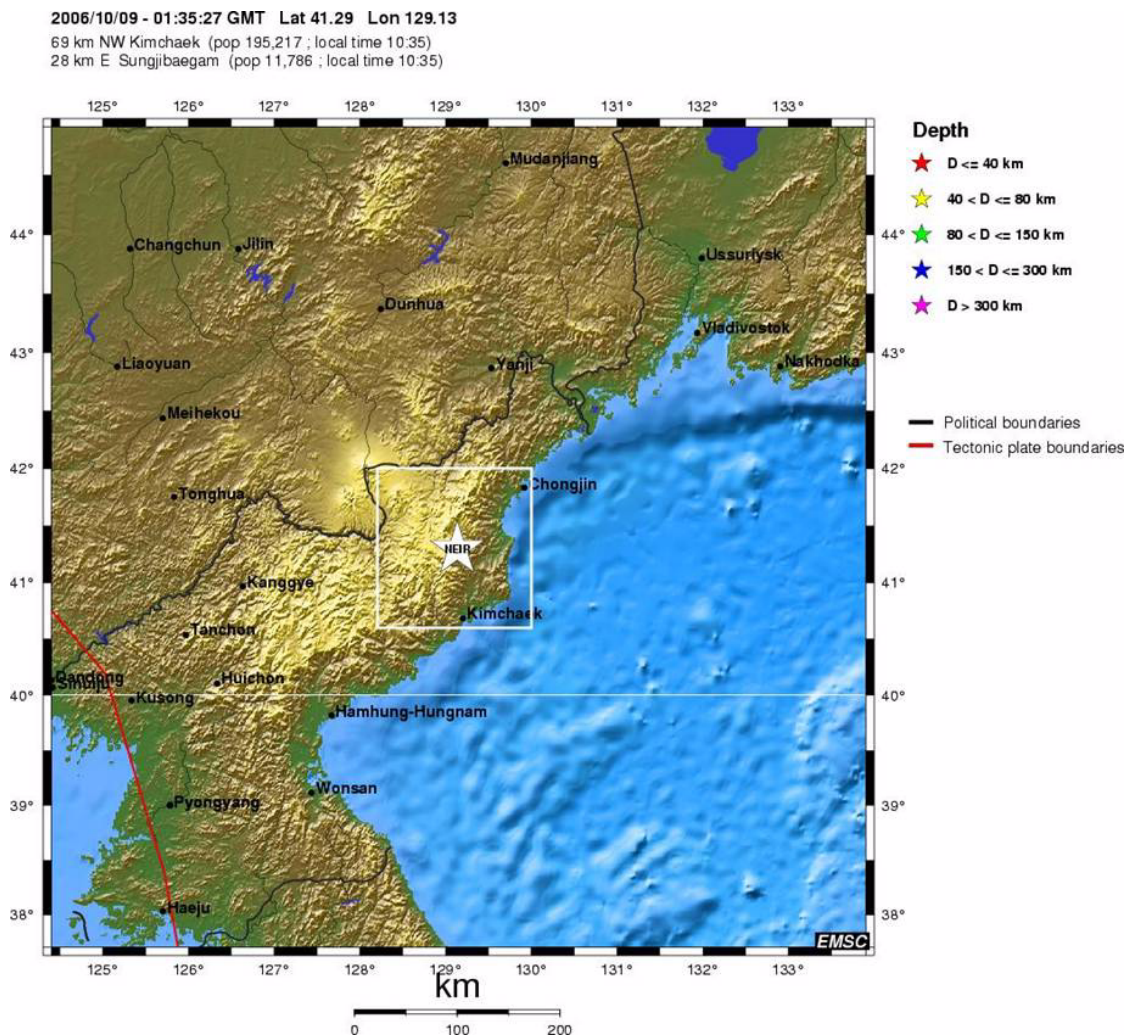 2006/10/09 - 01:35:27 GMT Lat 41.29 Lon 129.13
69 km NW Kimchaek (pop 195,217 ; local time 10:35)
28 km E Sungjibaegam (pop 11,786 ; local time 10:35)
125° 126° 127° 128° 129° 130° 131° 132° 133°
Depth
D <= 40 km
40 < D <= 80 km
80 < D <= 150 km
150 < D <= 300 km
D > 300 km
Mudanjiang
44° 44°
Changchun
Jilin
Ussuriysk
Dunhua
Vladivostok
43° 43°
Liaoyuan
Yanji
Nakhodka
Meihekou
Political boundaries
Tectonic plate boundaries
42° 42°
Chongjin
Tonghua
NEIR
41° 41°
Kanggye
Kimchaek
Tanchon
Dandong
Sinuiju
Huichon
40° 40°
Kusong
Hamhung-Hungnam
Wonsan
39° 39°
Pyongyang
38° 38°
Haeju
EMSC
125° 126° 127° 128° 129° 130° 131° 132° 133°
km
0 100 200